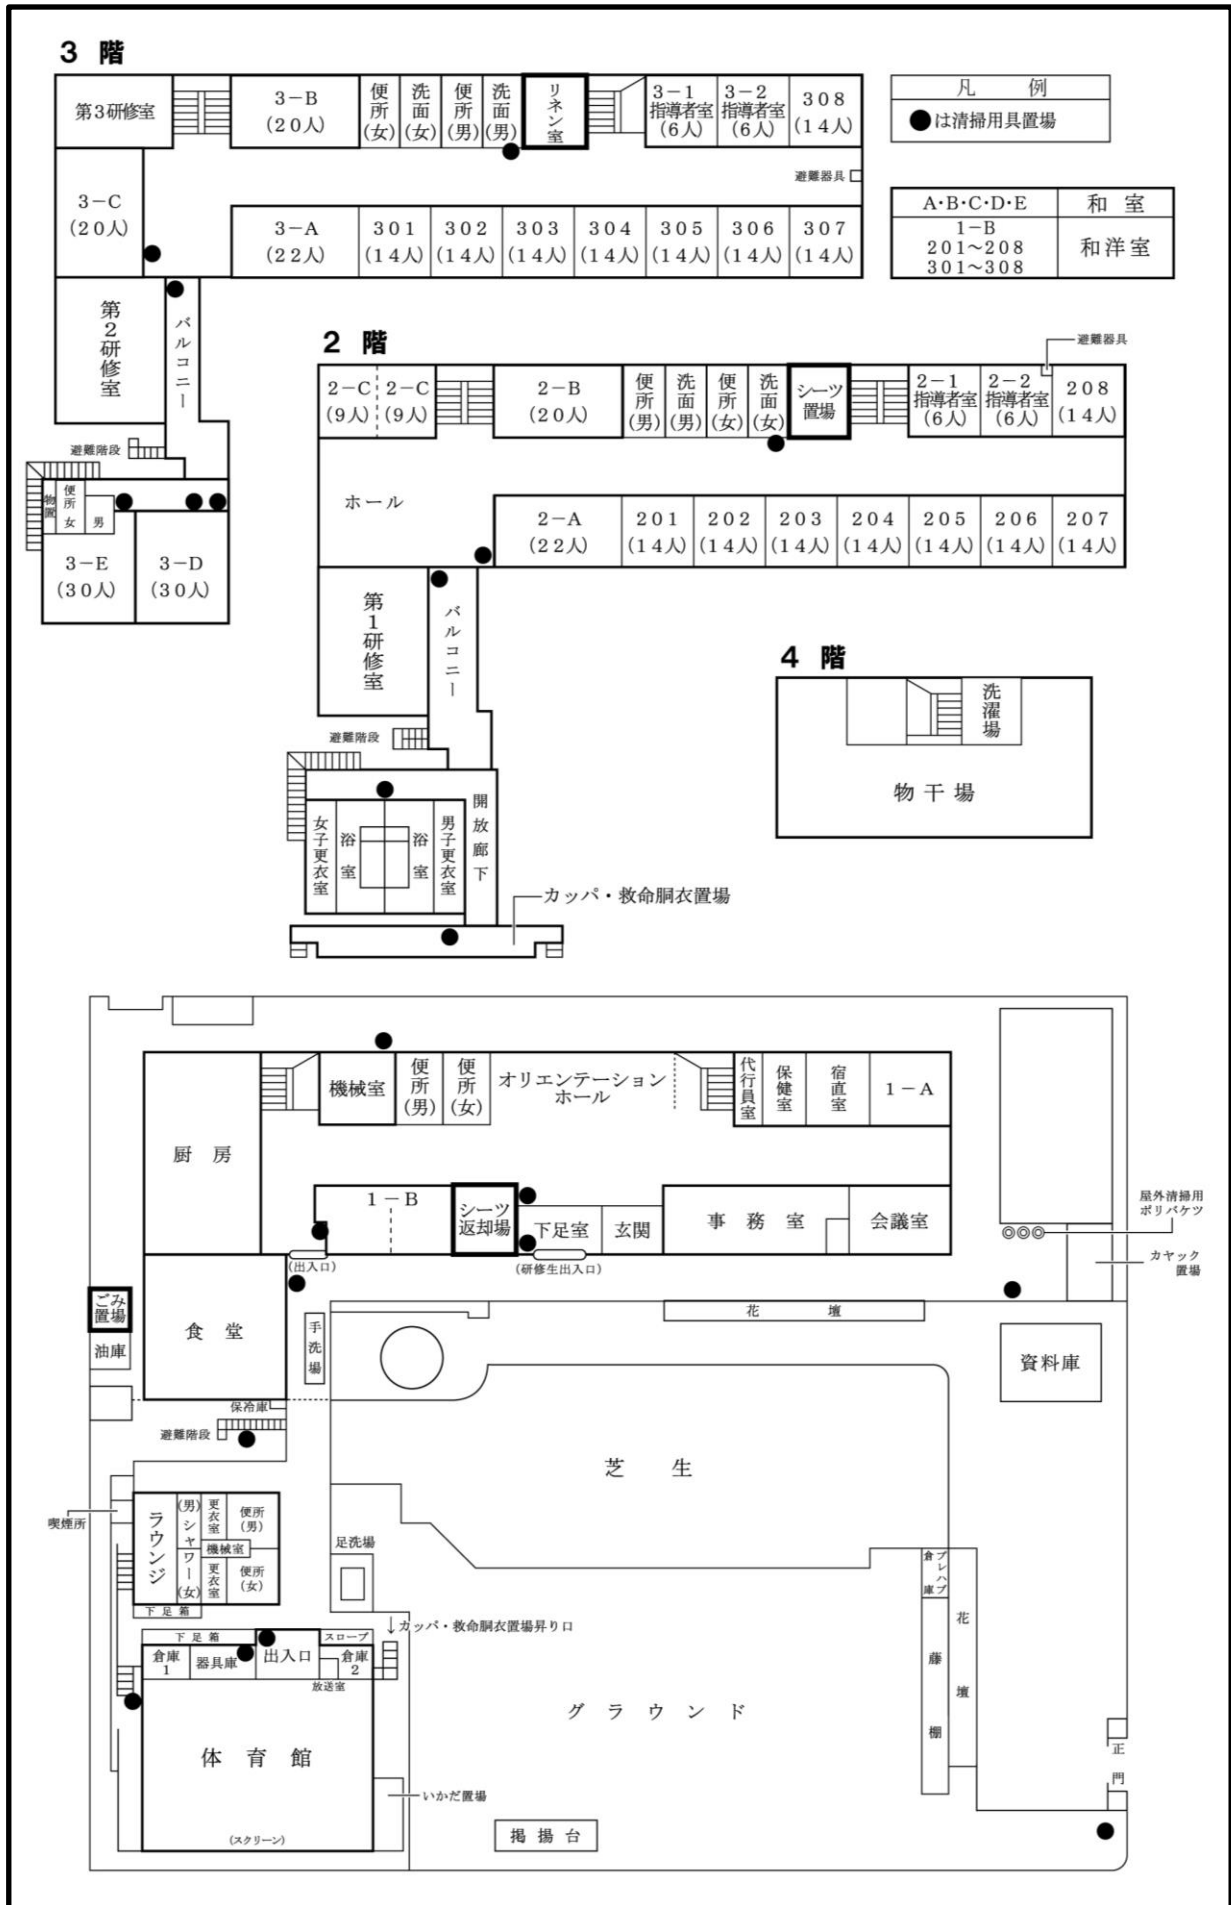 3 階
第3研修室
3−B
(20人)
便所(女)
洗面(女)
便所(男)
洗面(男)
リネン室
3−1
指導者室
(6人)
3−2
指導者室
(6人)
308
(14人)
凡 例
●は清掃用具置場
避難器具
3−C
(20人)
3−A
(22人)
301
(14人)
302
(14人)
303
(14人)
304
(14人)
305
(14人)
306
(14人)
307
(14人)
A・B・C・D・E 和 室
1−B
201〜208
301〜308
和洋室
第2研修室
バルコニー
避難階段
物置
便所
女
男
3−E
(30人)
3−D
(30人)
2 階
避難器具
2−C
(9人)
2−C
(9人)
2−B
(20人)
便所(男)
洗面(男)
便所(女)
洗面(女)
シーツ
置場
2−1
指導者室
(6人)
2−2
指導者室
(6人)
208
(14人)
ホール
2−A
(22人)
201
(14人)
202
(14人)
203
(14人)
204
(14人)
205
(14人)
206
(14人)
207
(14人)
第1研修室
バルコニー
避難階段
女子更衣室
浴室
浴室
男子更衣室
開放廊下
カッパ・救命胴衣置場
4 階
洗濯場
物干場
厨 房
機械室
便所(男)
便所(女)
オリエンテーション
ホール
代行員室
保健室
宿直室
1−A
1−B
シーツ
返却場
下足室
玄関
事 務 室
会議室
(出入口)
(研修生出入口)
屋外清掃用
ポリバケツ
カヤック
置場
ごみ
置場
油庫
食 堂
手洗場
花 壇
資料庫
保冷庫
避難階段
芝 生
喫煙所
ラウンジ
(男)シャワー(女)
更衣室
便所
(男)
機械室
更衣室
便所
(女)
下足箱
足洗場
プレハブ
倉庫
花壇
藤棚
カッパ・救命胴衣置場昇り口
下足箱
スロープ
倉庫
1
器具庫
出入口
倉庫
2
放送室
グ ラ ウ ン ド
体 育 館
いかだ置場
(スクリーン)
掲 揚 台
正門